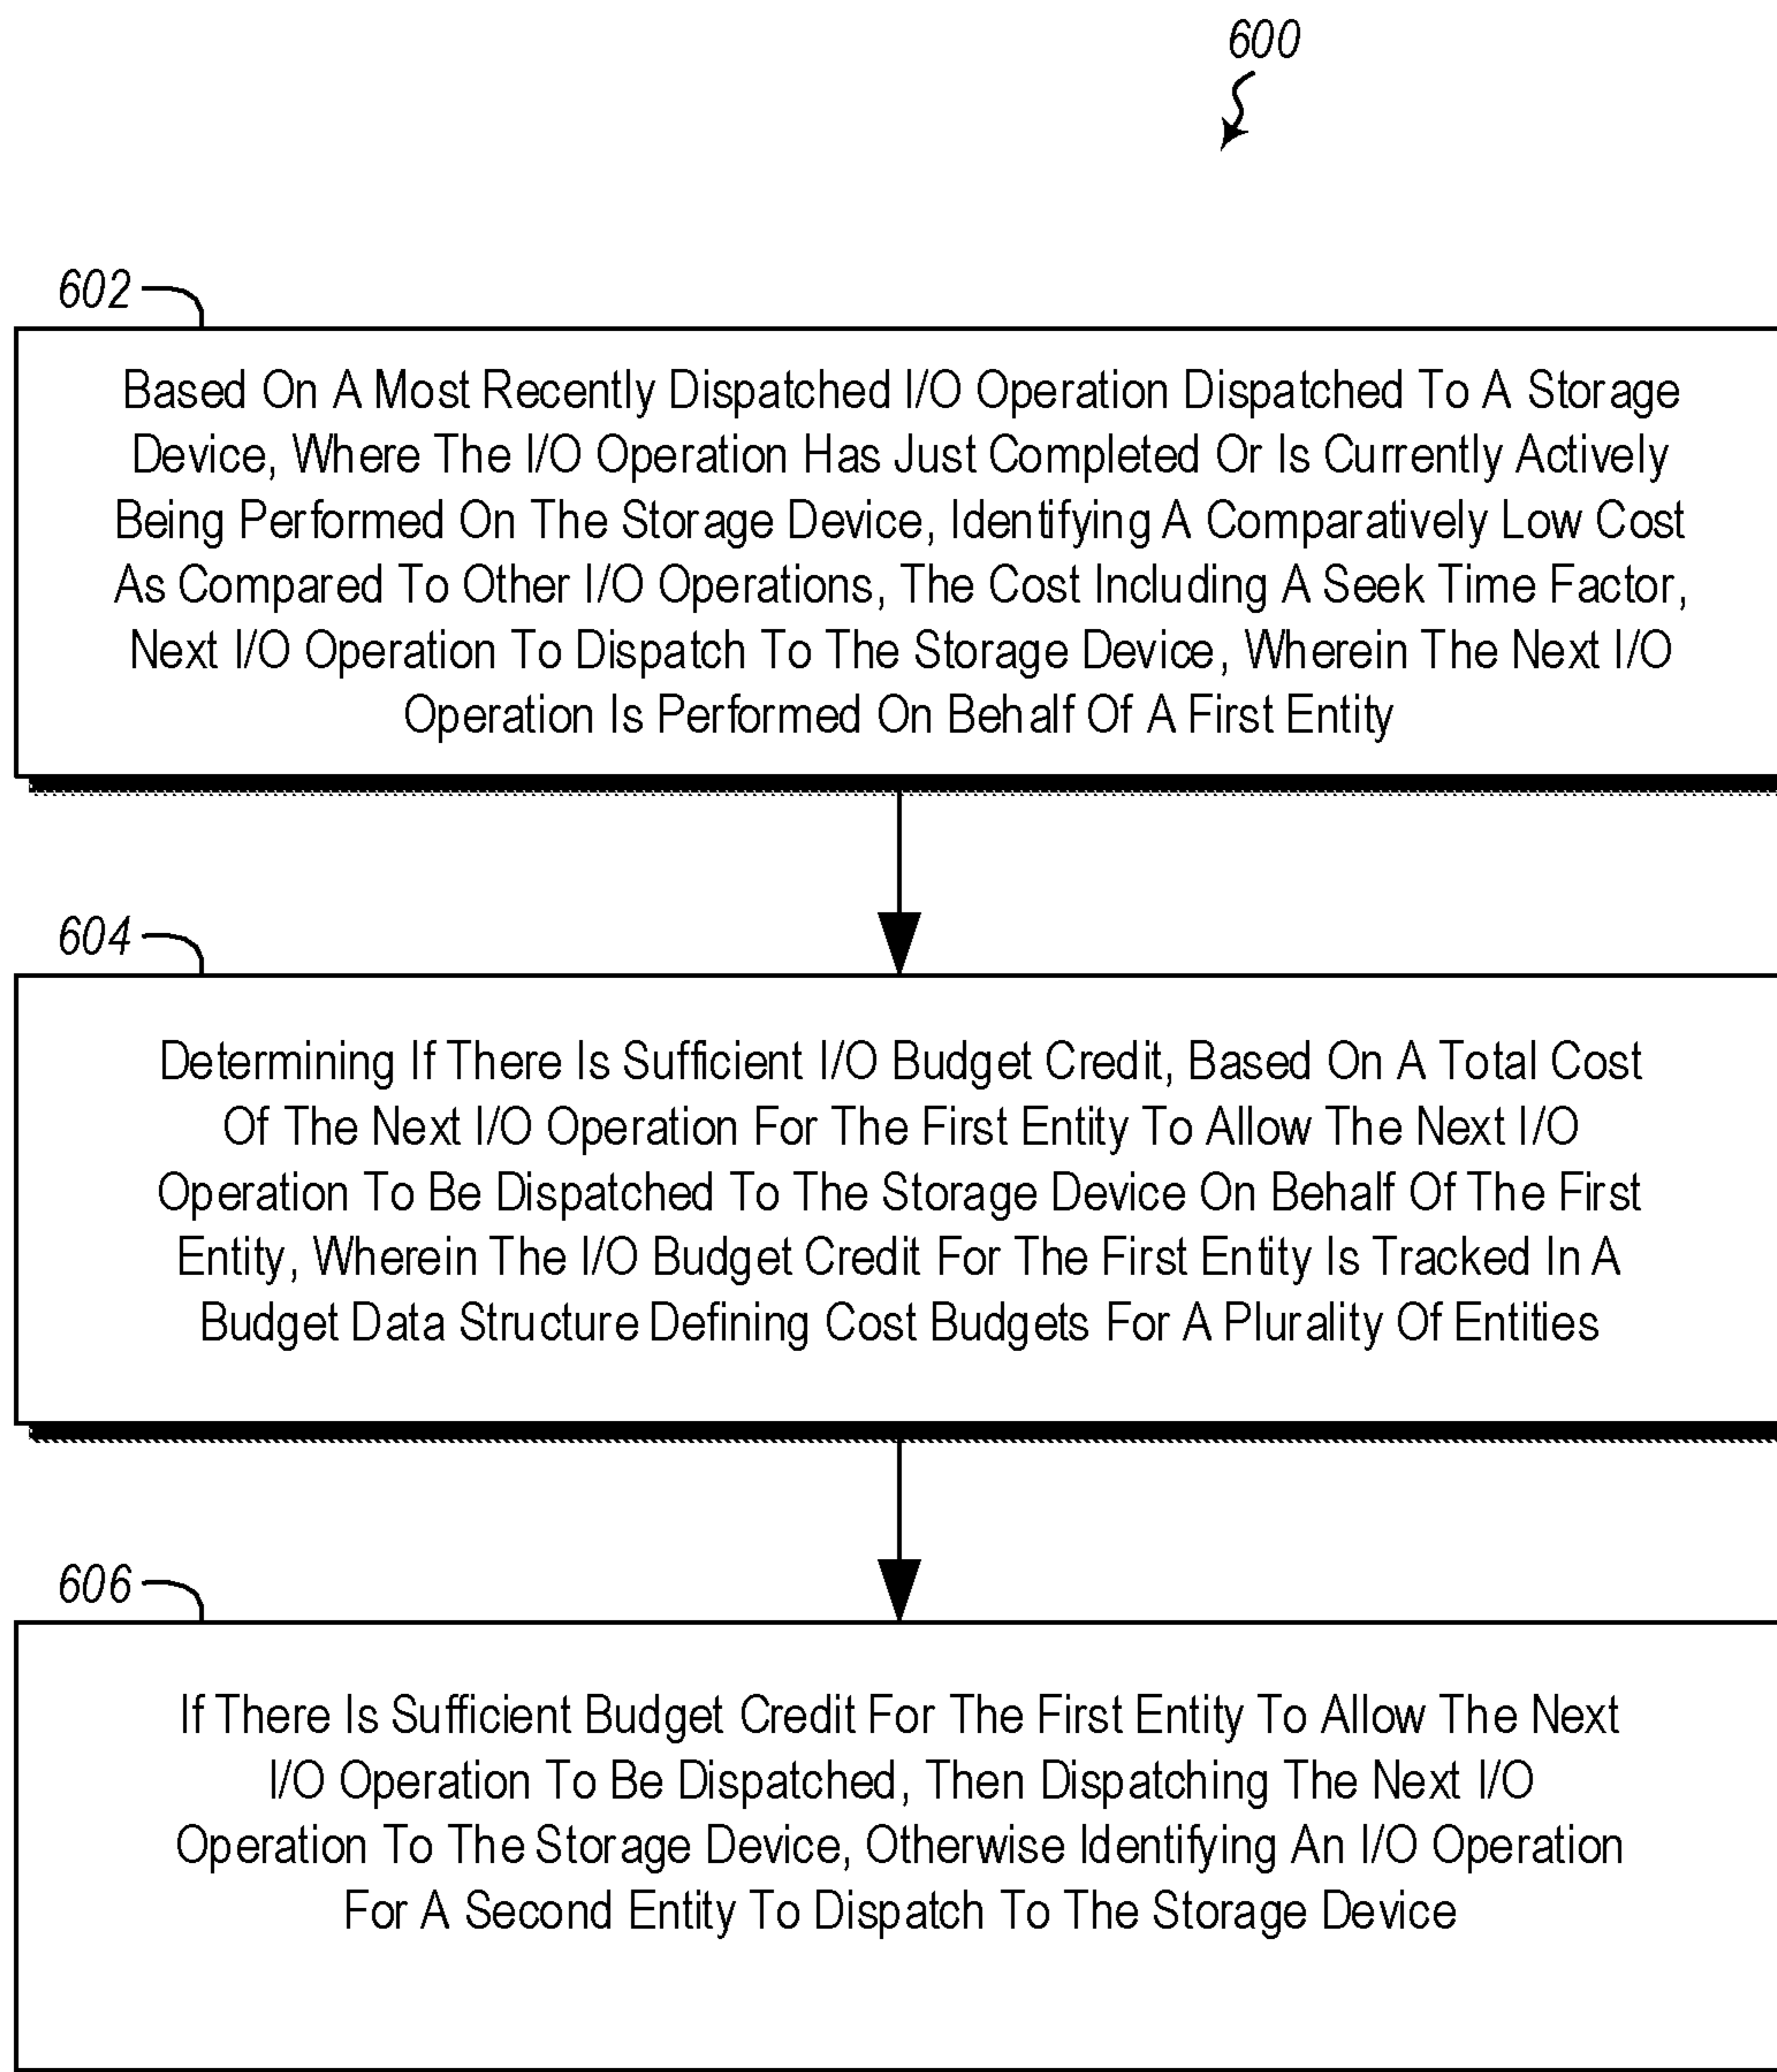 600
602
Based On A Most Recently Dispatched I/O Operation Dispatched To A Storage
Device, Where The I/O Operation Has Just Completed Or Is Currently Actively
Being Performed On The Storage Device, Identifying A Comparatively Low Cost
As Compared To Other I/O Operations, The Cost Including A Seek Time Factor,
Next I/O Operation To Dispatch To The Storage Device, Wherein The Next I/O
Operation Is Performed On Behalf Of A First Entity
604
Determining If There Is Sufficient I/O Budget Credit, Based On A Total Cost
Of The Next I/O Operation For The First Entity To Allow The Next I/O
Operation To Be Dispatched To The Storage Device On Behalf Of The First
Entity, Wherein The I/O Budget Credit For The First Entity Is Tracked In A
Budget Data Structure Defining Cost Budgets For A Plurality Of Entities
606
If There Is Sufficient Budget Credit For The First Entity To Allow The Next
I/O Operation To Be Dispatched, Then Dispatching The Next I/O
Operation To The Storage Device, Otherwise Identifying An I/O Operation
For A Second Entity To Dispatch To The Storage Device